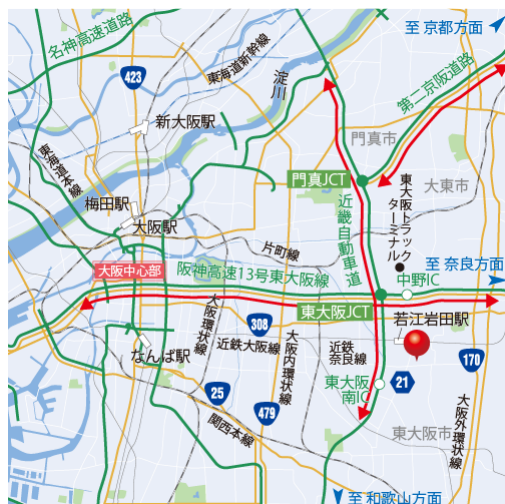 至 京都方面
名神高速道路
423
東海道新幹線
第二京阪道路
淀川
新大阪駅
門真市
東海道本線
門真JCT
大東市
梅田駅
大阪駅
近畿自動車道
東大阪トラック
ターミナル
片町線
至 奈良方面
大阪中心部
阪神高速13号東大阪線
中野IC
東大阪JCT
若江岩田駅
大阪環状線
308
大阪内環状線
近鉄大阪線
近鉄
奈良線
なんば駅
170
25
東大阪
南IC
21
479
大阪外環状線
関西本線
東大阪市
至 和歌山方面